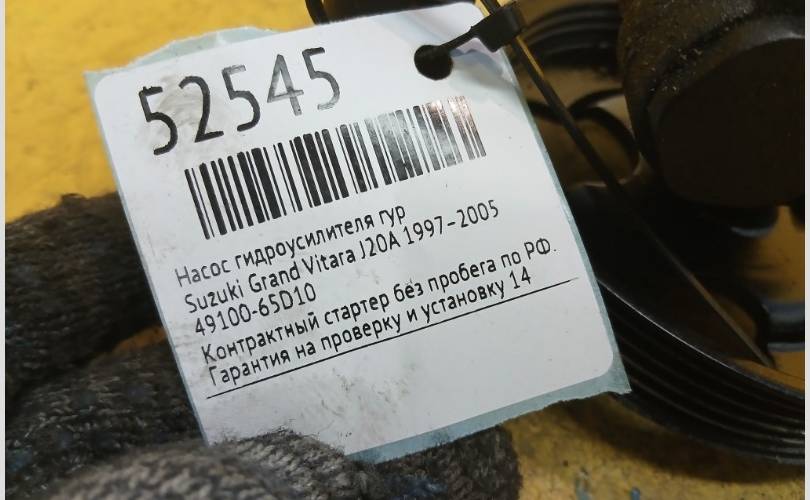 52545
Насос гидроусилителя гур
Suzuki Grand Vitara J20A 1997-2005
49100-65D10
Контрактный стартер без пробега по РФ.
Гарантия на проверку и установку 14